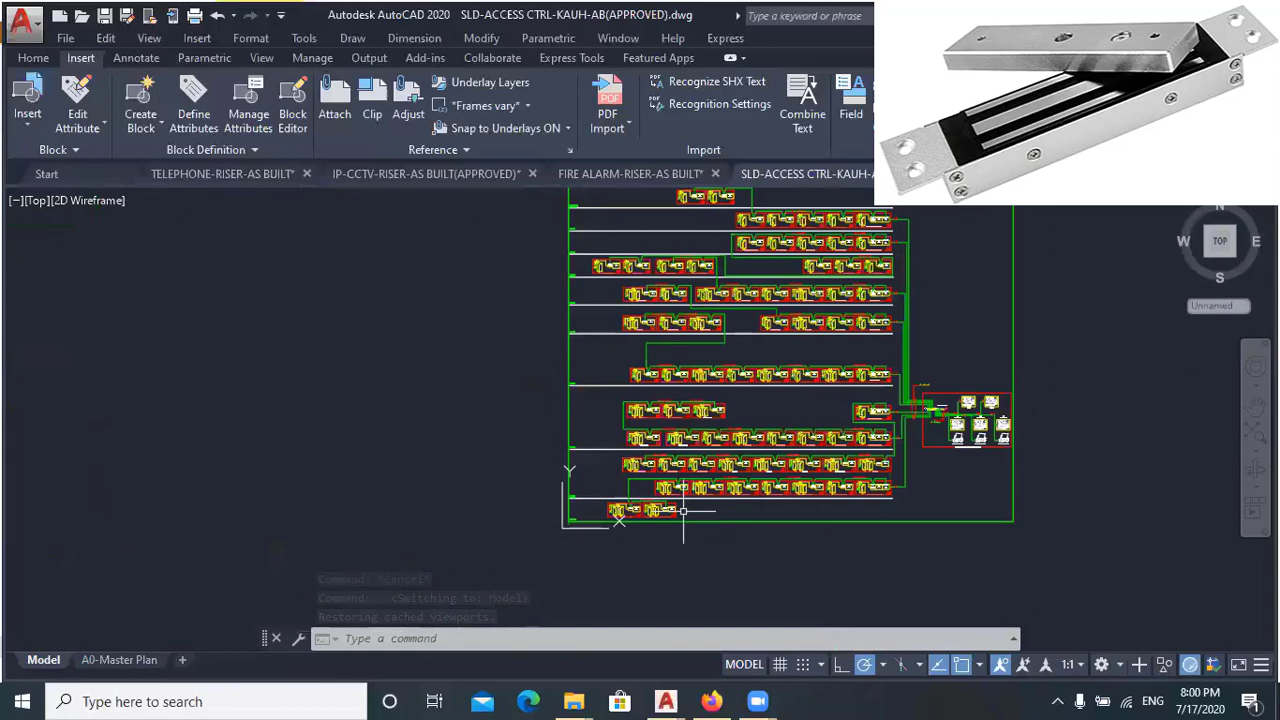 Autodesk AutoCAD 2020 SLD-ACCESS CTRL-KAUH-AB(APPROVED).dwg
Type a keyword or phrase
File Edit View Insert Format Tools Draw Dimension Modify Parametric Window Help Express
Home Insert Annotate Parametric View Manage Output Add-ins Collaborate Express Tools Featured Apps
Insert
Edit
Attribute
Create
Block
Define
Attributes
Manage
Attributes
Block
Editor
Attach
Clip
Adjust
Underlay Layers
*Frames vary*
Snap to Underlays ON
PDF
Import
Recognize SHX Text
Recognition Settings
Combine
Text
Field
Block
Block Definition
Reference
Import
Start TELEPHONE-RISER-AS BUILT* IP-CCTV-RISER-AS BUILT(APPROVED)* FIRE ALARM-RISER-AS BUILT* SLD-ACCESS CTRL-KAUH-A
[−][Top][2D Wireframe]
N
W TOP E
S
Unnamed
Y
X
Command: *Cancel*
Command: <Switching to: Model>
Restoring cached viewports.
Type a command
Model A0-Master Plan +
MODEL
1:1
Type here to search
ENG
8:00 PM
7/17/2020
1